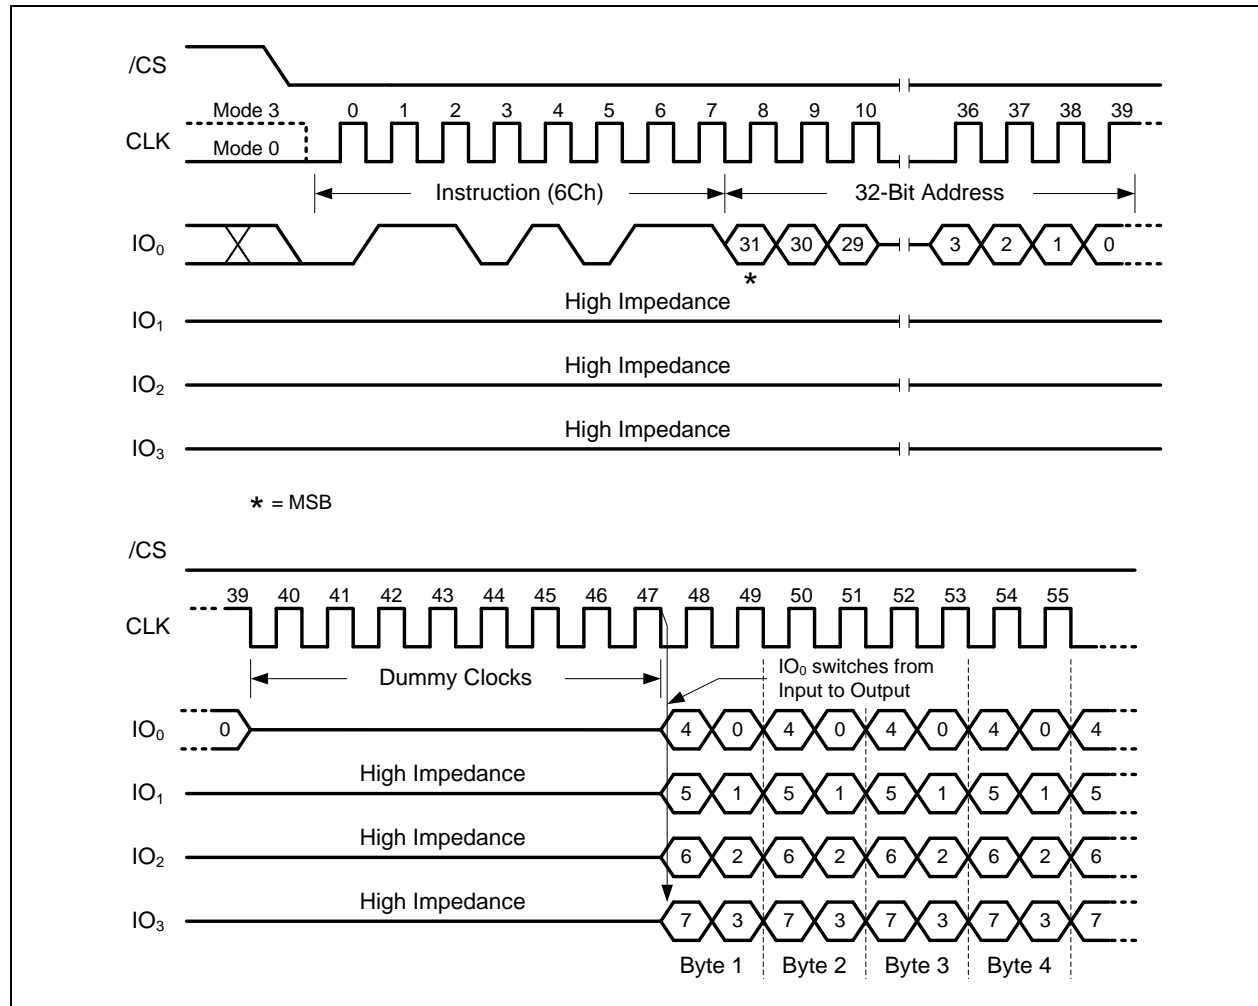 /CS
Mode 3 0 1 2 3 4 5 6 7 8 9 10 36 37 38 39
CLK
Mode 0
Instruction (6Ch) 32-Bit Address
IO0 31 30 29 3 2 1 0
*
High Impedance
IO1
High Impedance
IO2
High Impedance
IO3
* = MSB
/CS
39 40 41 42 43 44 45 46 47 48 49 50 51 52 53 54 55
CLK
Dummy Clocks
IO0 switches from
Input to Output
IO0 0 4 0 4 0 4 0 4 0 4
High Impedance
IO1 5 1 5 1 5 1 5 1 5
High Impedance
IO2 6 2 6 2 6 2 6 2 6
High Impedance
IO3 7 3 7 3 7 3 7 3 7
Byte 1 Byte 2 Byte 3 Byte 4